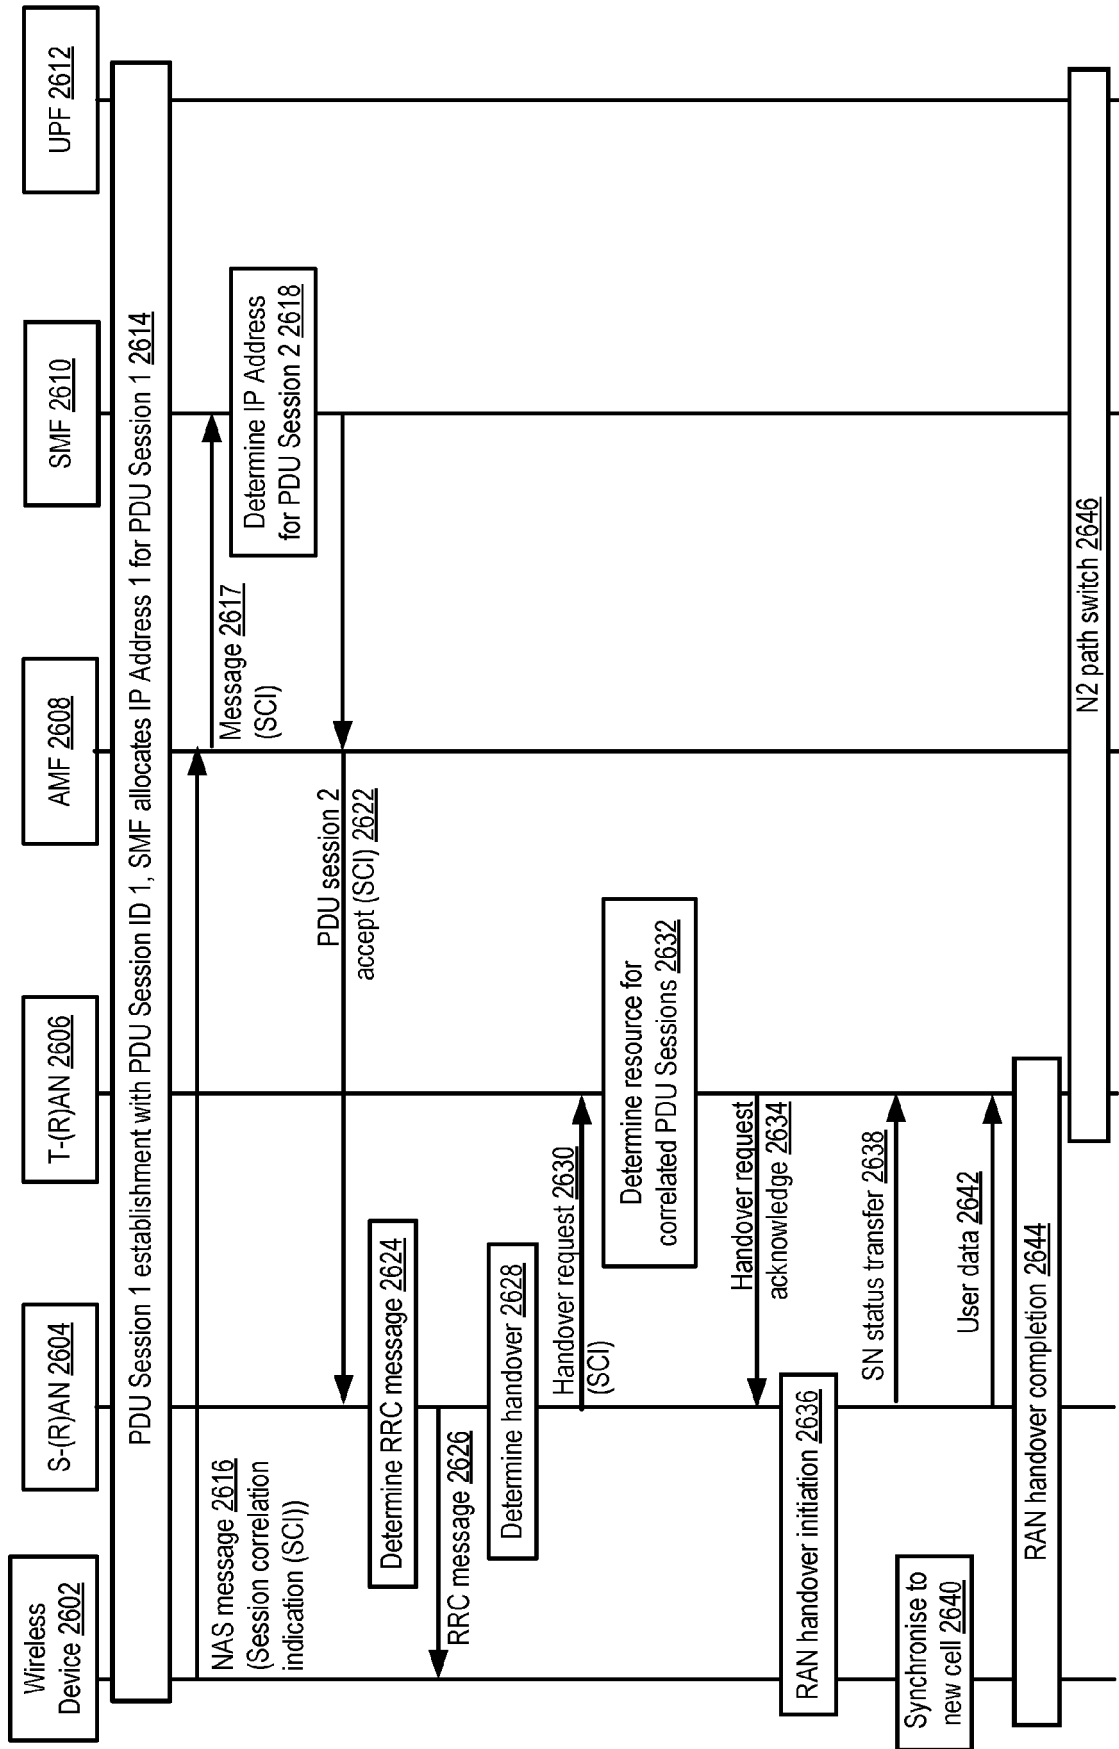 Wireless
Device 2602
S-(R)AN 2604
T-(R)AN 2606
AMF 2608
SMF 2610
UPF 2612
PDU Session 1 establishment with PDU Session ID 1, SMF allocates IP Address 1 for PDU Session 1 2614
NAS message 2616
(Session correlation
indication (SCI))
Message 2617
(SCI)
Determine IP Address
for PDU Session 2 2618
PDU session 2
accept (SCI) 2622
Determine RRC message 2624
RRC message 2626
Determine handover 2628
Handover request 2630
(SCI)
Determine resource for
correlated PDU Sessions 2632
Handover request
acknowledge 2634
RAN handover initiation 2636
SN status transfer 2638
Synchronise to
new cell 2640
User data 2642
RAN handover completion 2644
N2 path switch 2646